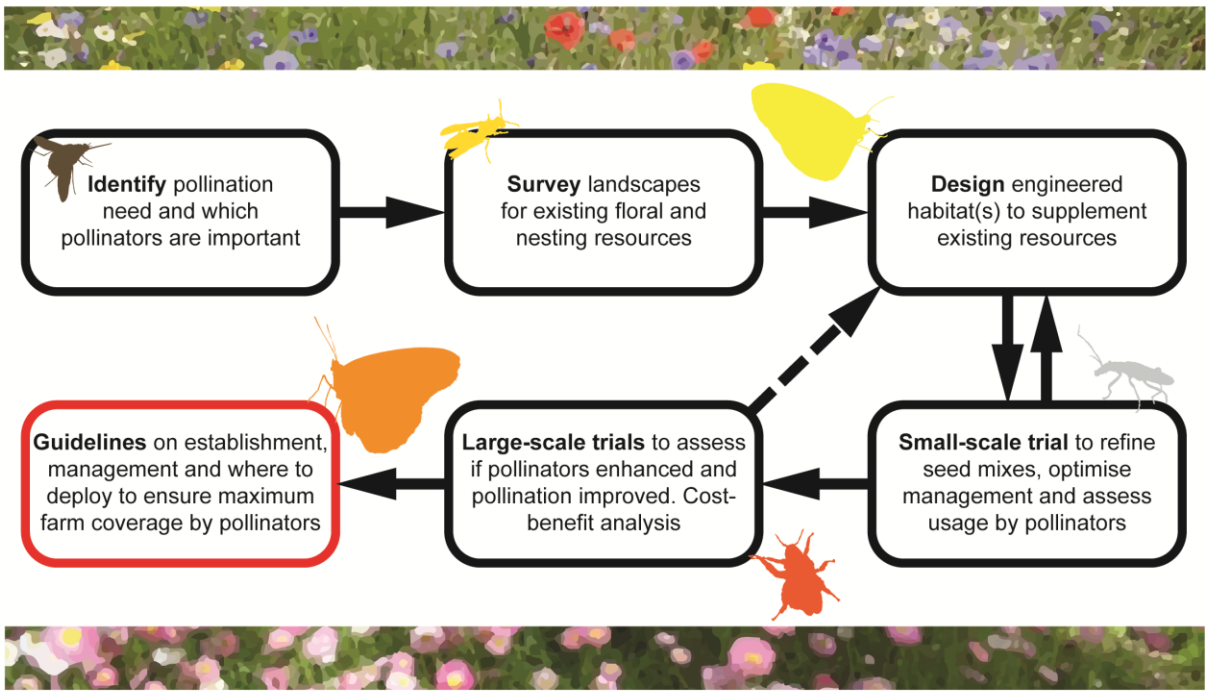 Identify pollination
need and which
pollinators are important
Survey landscapes
for existing floral and
nesting resources
Design engineered
habitat(s) to supplement
existing resources
Guidelines on establishment,
management and where to
deploy to ensure maximum
farm coverage by pollinators
Large-scale trials to assess
if pollinators enhanced and
pollination improved. Cost-
benefit analysis
Small-scale trial to refine
seed mixes, optimise
management and assess
usage by pollinators